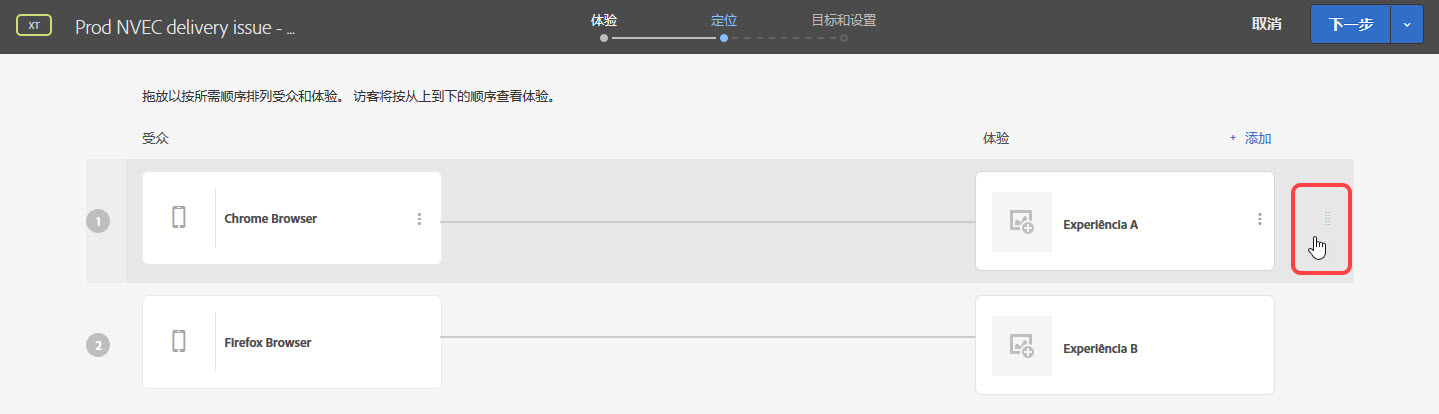 XT
Prod NVEC delivery issue - ...
体验
定位
目标和设置
取消
下一步
拖放以按所需顺序排列受众和体验。 访客将按从上到下的顺序查看体验。
受众
体验
+ 添加
1
Chrome Browser
Experiência A
2
Firefox Browser
Experiência B